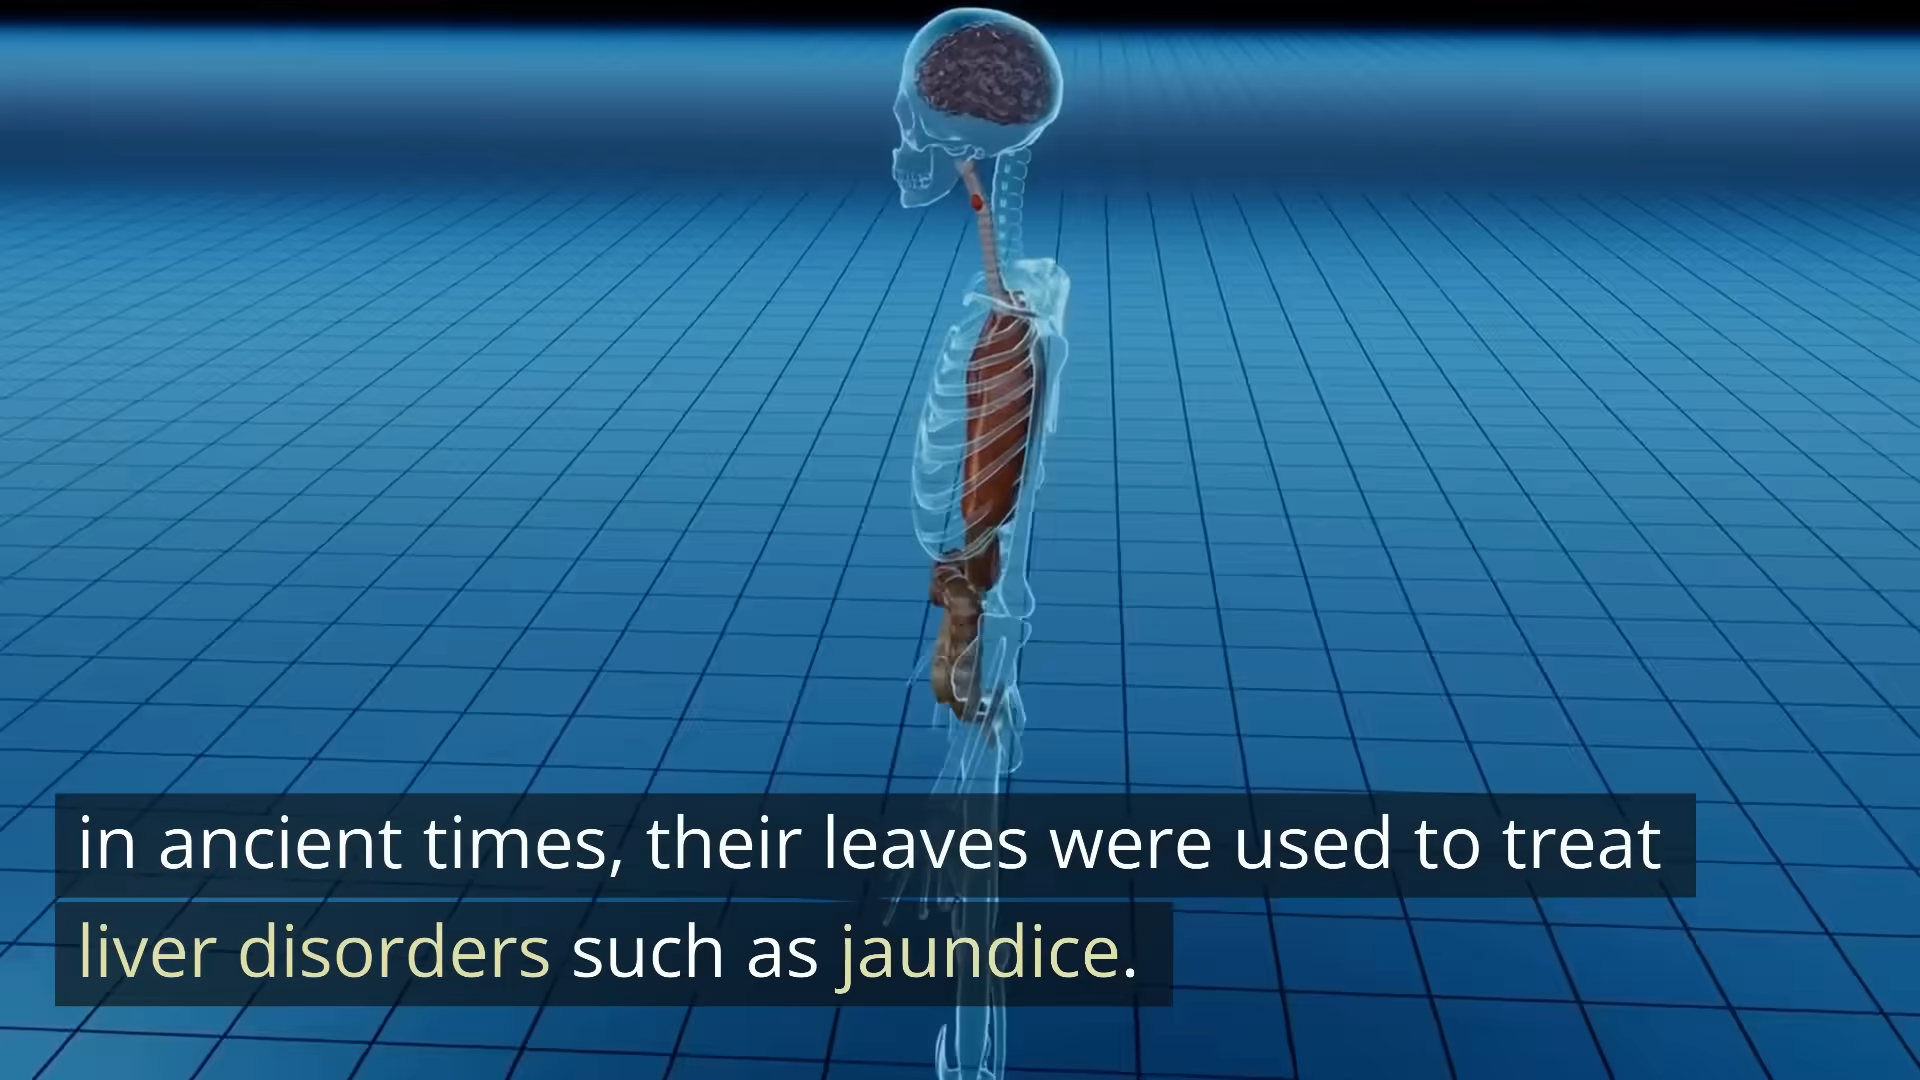 in ancient times, their leaves were used to treat
liver disorders such as jaundice.